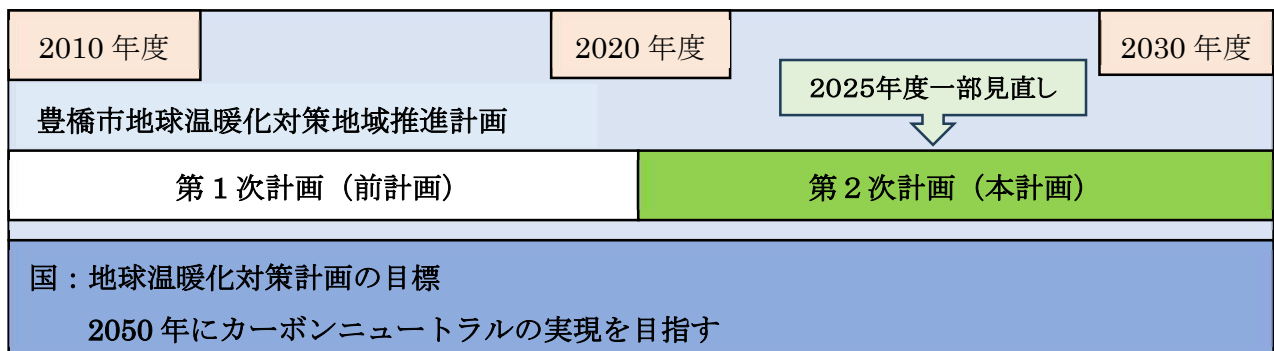 2010 年度
2020 年度
2030 年度
2025年度一部見直し
豊橋市地球温暖化対策地域推進計画
第１次計画（前計画）
第２次計画（本計画）
国：地球温暖化対策計画の目標
2050 年にカーボンニュートラルの実現を目指す